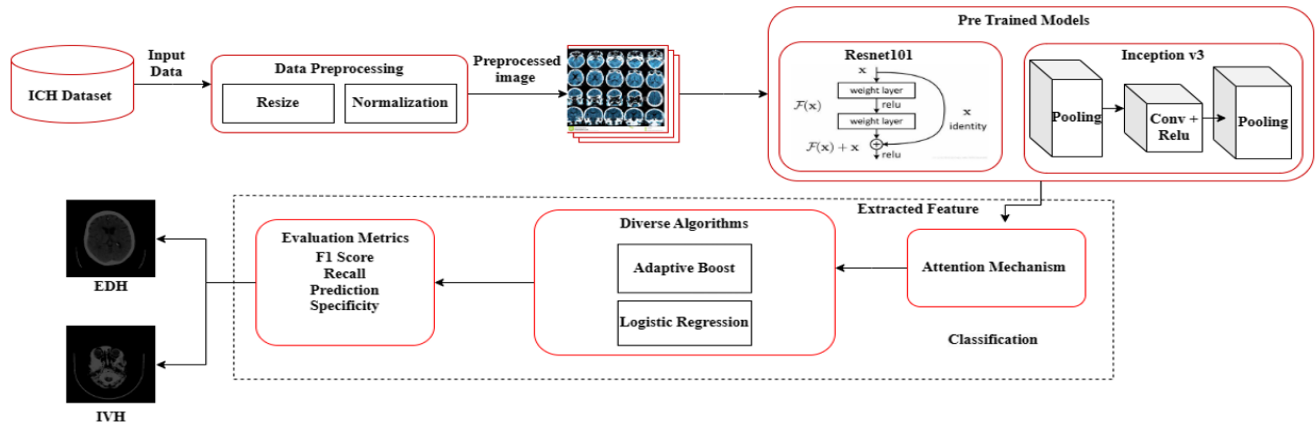 Pre Trained Models
Input
Data
ICH Dataset
Data Preprocessing
Resize
Normalization
Preprocessed
image
Resnet101
x
weight layer
relu
F(x)
weight layer
x
identity
F(x) + x
relu
Inception v3
Pooling
Conv +
Relu
Pooling
Extracted Feature
Attention Mechanism
Classification
Diverse Algorithms
Adaptive Boost
Logistic Regression
Evaluation Metrics
F1 Score
Recall
Prediction
Specificity
EDH
IVH